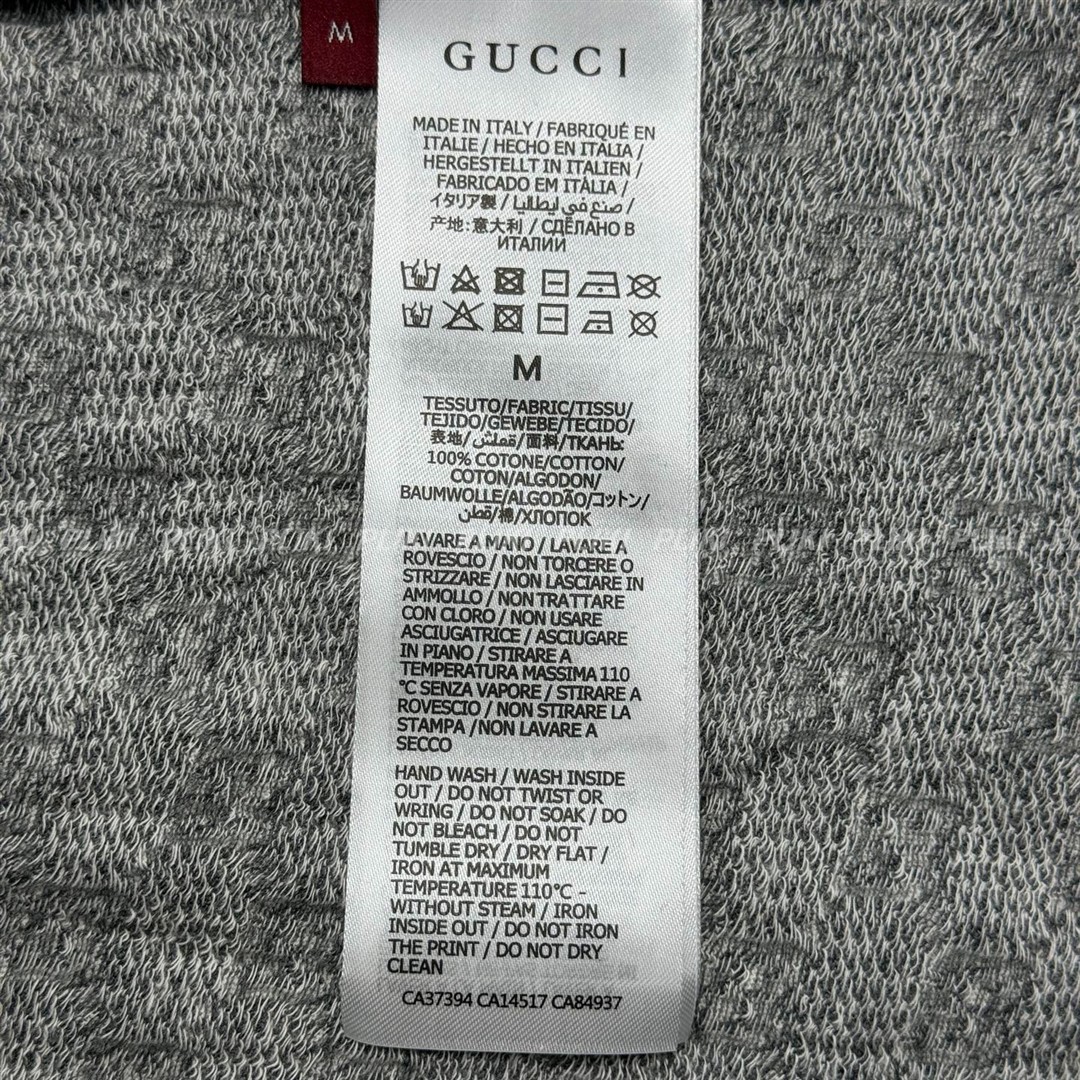 M
GUCCI
MADE IN ITALY / FABRIQUÉ EN
ITALIE / HECHO EN ITALIA /
HERGESTELLT IN ITALIEN /
FABRICADO EM ITÁLIA /
イタリア製 / صنع في ايطاليا /
产地:意大利 / СДЕЛАНО В
ИТАЛИИ
M
TESSUTO/FABRIC/TISSU/
TEJIDO/GEWEBE/TECIDO/
表地/قماش/面料/ТКАНЬ:
100% COTONE/COTTON/
COTON/ALGODON/
BAUMWOLLE/ALGODÃO/コットン/
قطن/棉/ХЛОПОК
LAVARE A MANO / LAVARE A
ROVESCIO / NON TORCERE O
STRIZZARE / NON LASCIARE IN
AMMOLLO / NON TRATTARE
CON CLORO / NON USARE
ASCIUGATRICE / ASCIUGARE
IN PIANO / STIRARE A
TEMPERATURA MASSIMA 110
°C SENZA VAPORE / STIRARE A
ROVESCIO / NON STIRARE LA
STAMPA /NON LAVARE A
SECCO
HAND WASH / WASH INSIDE
OUT / DO NOT TWIST OR
WRING / DO NOT SOAK / DO
NOT BLEACH / DO NOT
TUMBLE DRY / DRY FLAT /
IRON AT MAXIMUM
TEMPERATURE 110°C -
WITHOUT STEAM / IRON
INSIDE OUT / DO NOT IRON
THE PRINT / DO NOT DRY
CLEAN
CA37394 CA14517 CA84937